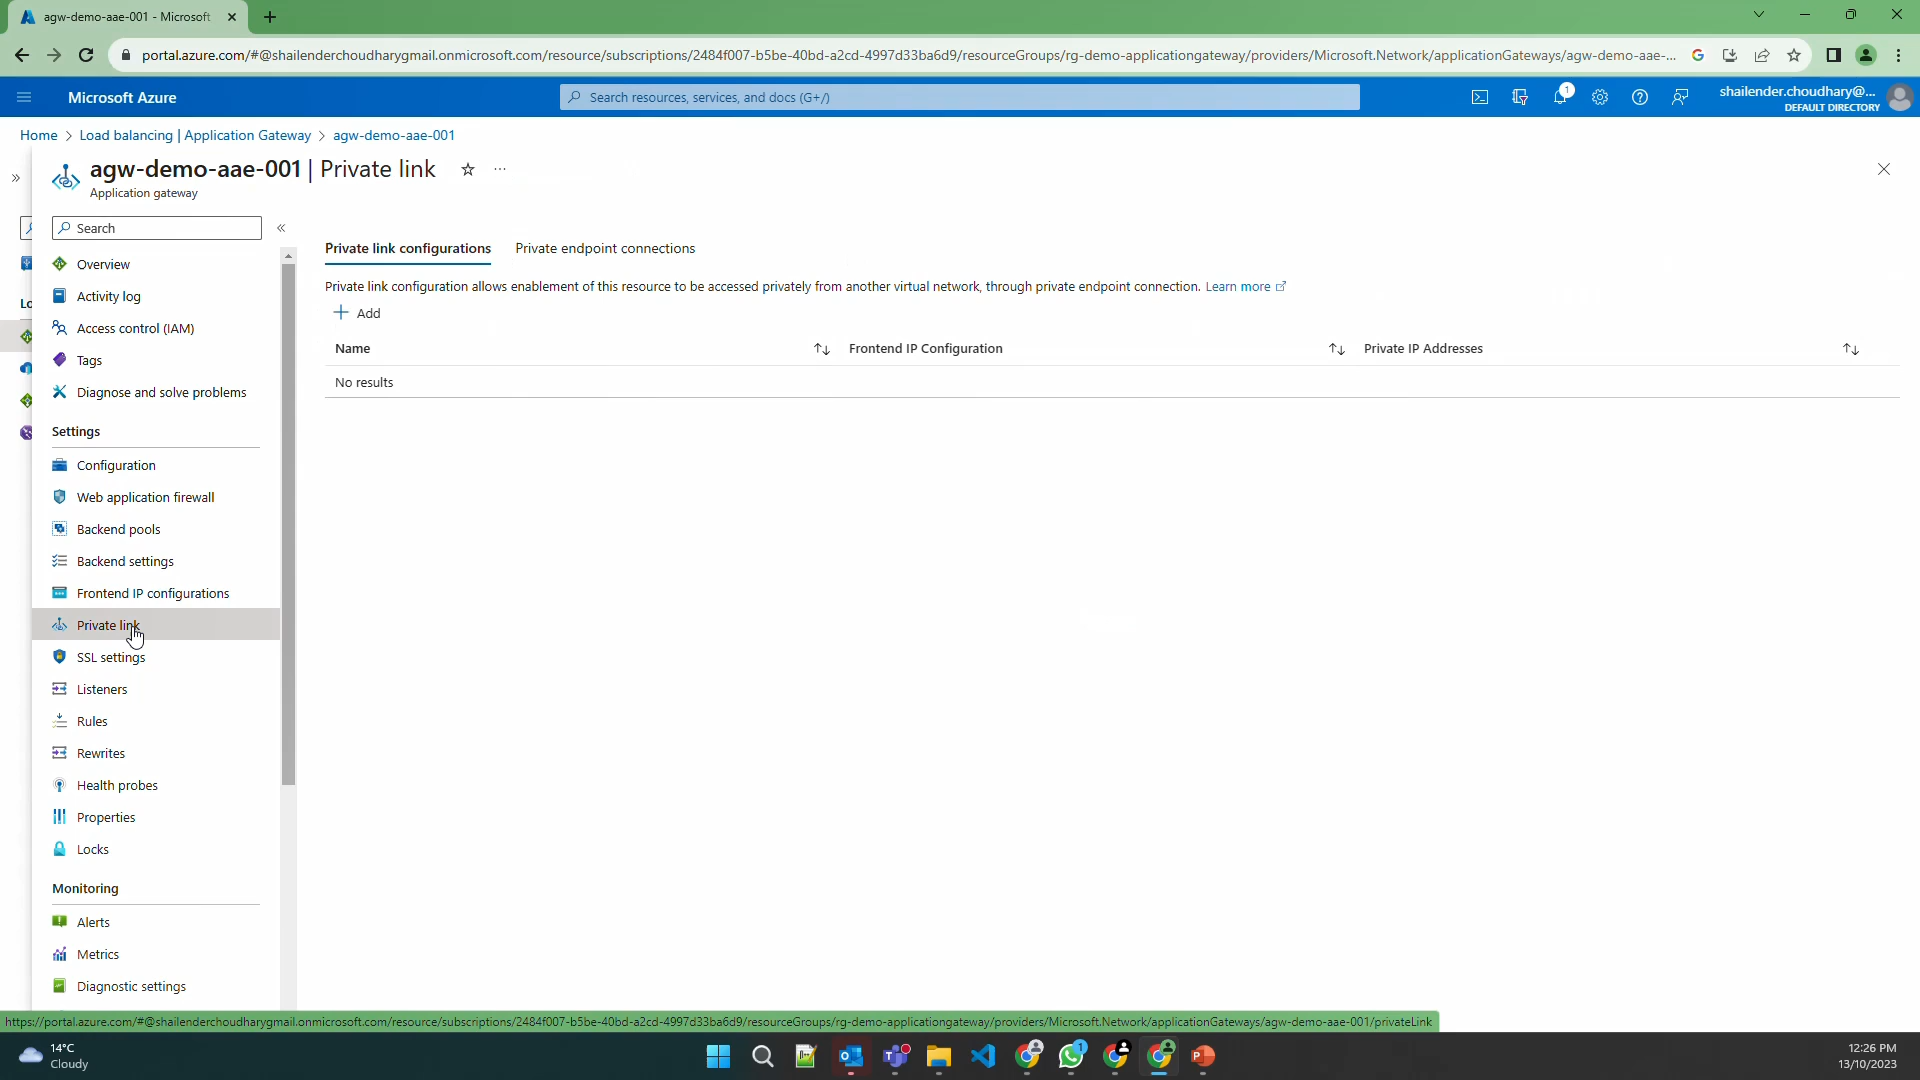 agw-demo-aae-001 - Microsoft
portal.azure.com/#@shailenderchoudharygmail.onmicrosoft.com/resource/subscriptions/2484f007-b5be-40bd-a2cd-4997d33ba6d9/resourceGroups/rg-demo-applicationgateway/providers/Microsoft.Network/applicationGateways/agw-demo-aae-...
Microsoft Azure
Search resources, services, and docs (G+/)
1
shailender.choudhary@...
DEFAULT DIRECTORY
Home > Load balancing | Application Gateway > agw-demo-aae-001
agw-demo-aae-001 | Private link
Application gateway
Search
Overview
Activity log
Access control (IAM)
Tags
Diagnose and solve problems
Settings
Configuration
Web application firewall
Backend pools
Backend settings
Frontend IP configurations
Private link
SSL settings
Listeners
Rules
Rewrites
Health probes
Properties
Locks
Monitoring
Alerts
Metrics
Diagnostic settings
Lo
Private link configurations Private endpoint connections
Private link configuration allows enablement of this resource to be accessed privately from another virtual network, through private endpoint connection. Learn more
+ Add
Name Frontend IP Configuration Private IP Addresses
No results
https://portal.azure.com/#@shailenderchoudharygmail.onmicrosoft.com/resource/subscriptions/2484f007-b5be-40bd-a2cd-4997d33ba6d9/resourceGroups/rg-demo-applicationgateway/providers/Microsoft.Network/applicationGateways/agw-demo-aae-001/privateLink
14°C
Cloudy
1
12:26 PM
13/10/2023